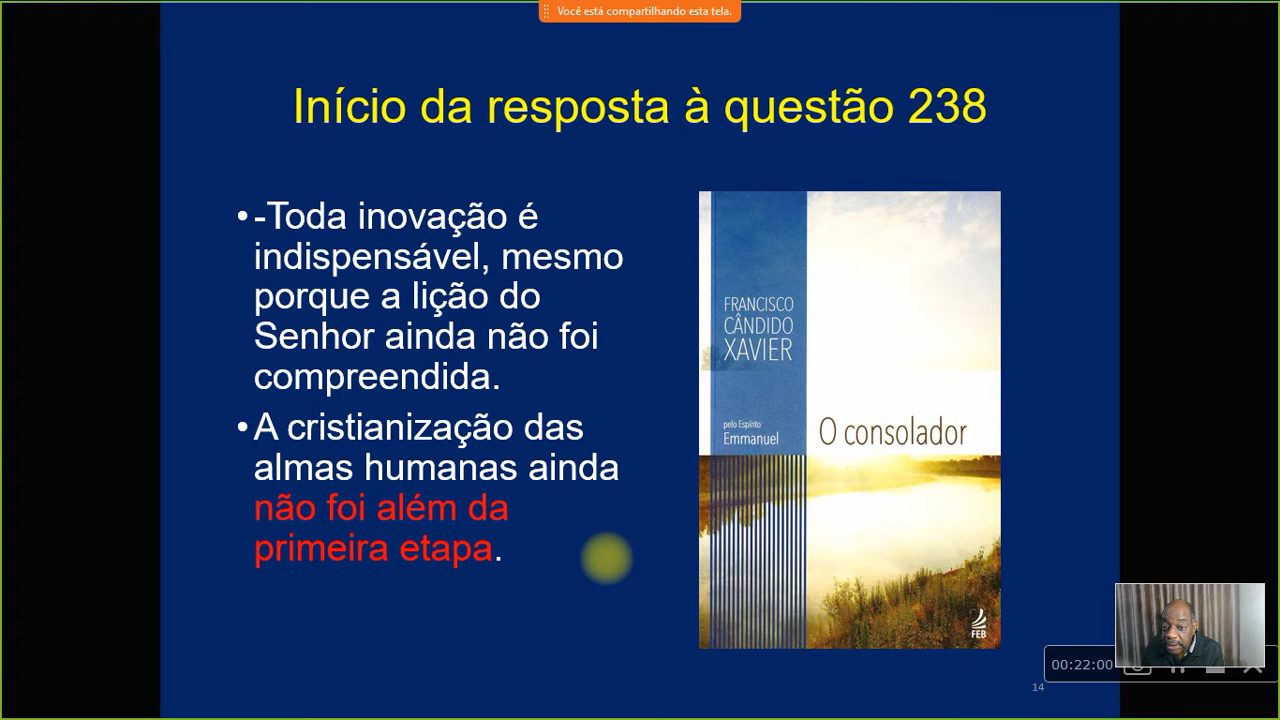 Você está compartilhando esta tela.
Início da resposta à questão 238
• -Toda inovação é
indispensável, mesmo
porque a lição do
Senhor ainda não foi
compreendida.
• A cristianização das
almas humanas ainda
não foi além da
primeira etapa.
FRANCISCO
CÂNDIDO
XAVIER
pelo Espírito
Emmanuel
O consolador
FEB
00:22:00
14